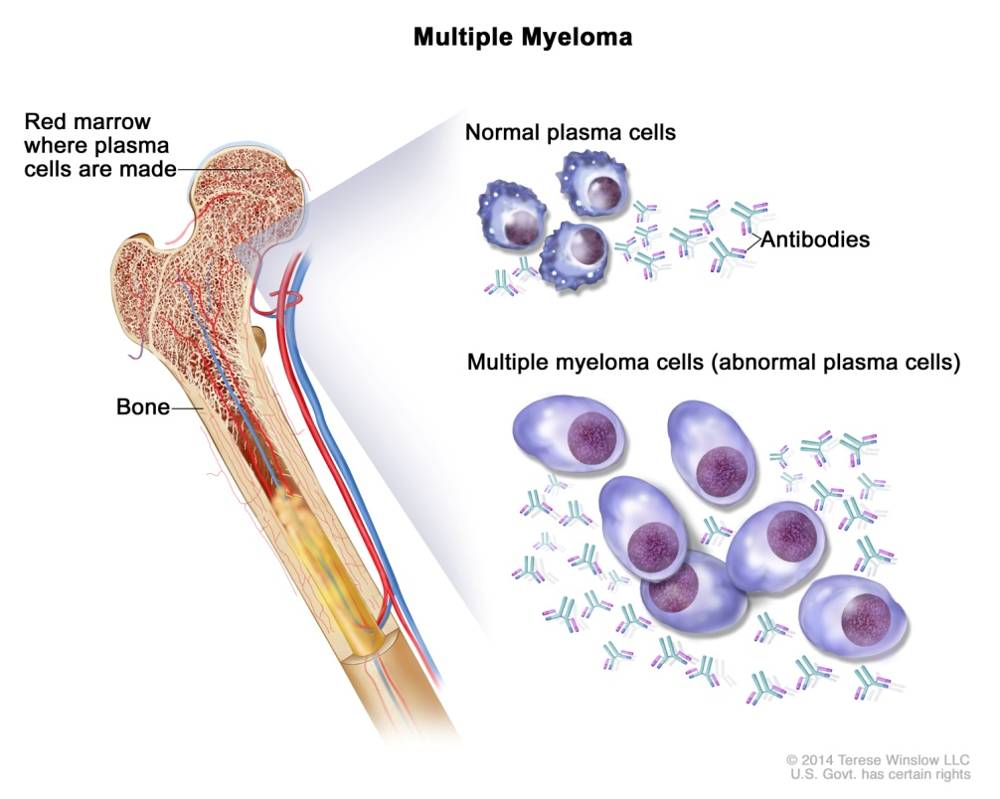 Multiple Myeloma
Red marrow
where plasma
cells are made
Normal plasma cells
Antibodies
Multiple myeloma cells (abnormal plasma cells)
Bone
© 2014 Terese Winslow LLC
U.S. Govt. has certain rights